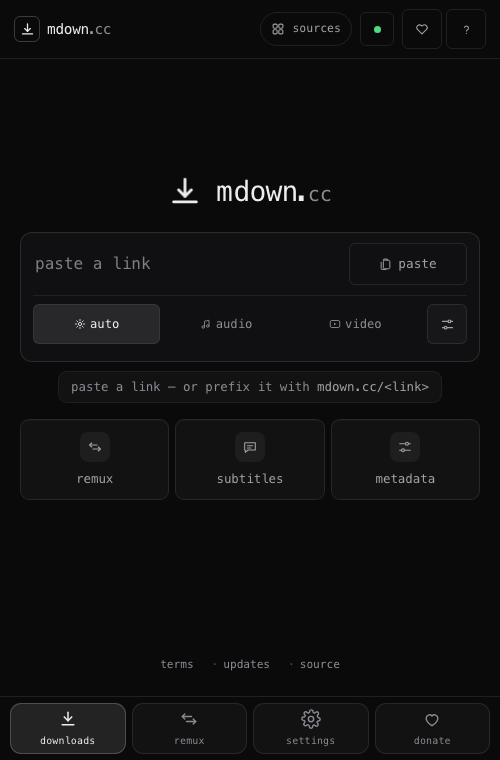 mdown.cc
sources
?
mdown.cc
paste a link
paste
auto
audio
video
paste a link — or prefix it with mdown.cc/<link>
remux
subtitles
metadata
terms · updates · source
downloads
remux
settings
donate